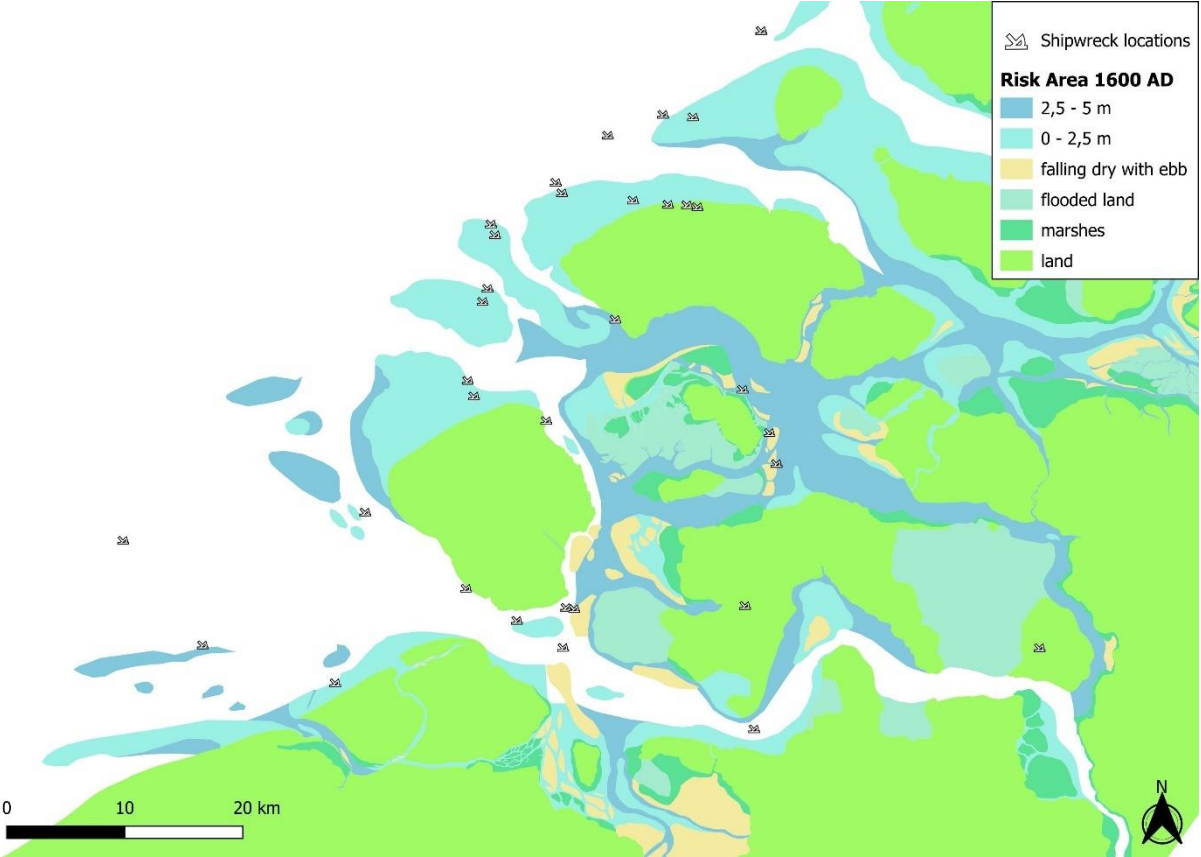 Shipwreck locations
Risk Area 1600 AD
2,5 - 5 m
0 - 2,5 m
falling dry with ebb
flooded land
marshes
land
0 10 20 km
N